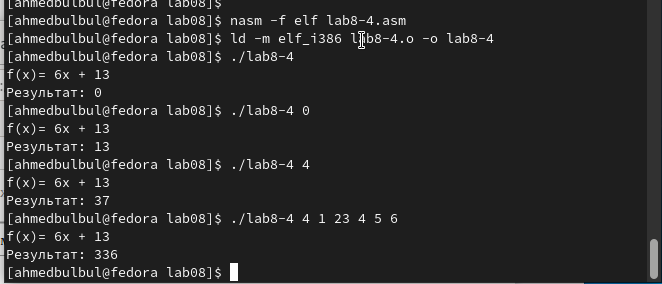 [ahmedbulbul@fedora lab08]$
[ahmedbulbul@fedora lab08]$ nasm -f elf lab8-4.asm
[ahmedbulbul@fedora lab08]$ ld -m elf_i386 lab8-4.o -o lab8-4
[ahmedbulbul@fedora lab08]$ ./lab8-4
f(x)= 6x + 13
Результат: 0
[ahmedbulbul@fedora lab08]$ ./lab8-4 0
f(x)= 6x + 13
Результат: 13
[ahmedbulbul@fedora lab08]$ ./lab8-4 4
f(x)= 6x + 13
Результат: 37
[ahmedbulbul@fedora lab08]$ ./lab8-4 4 1 23 4 5 6
f(x)= 6x + 13
Результат: 336
[ahmedbulbul@fedora lab08]$